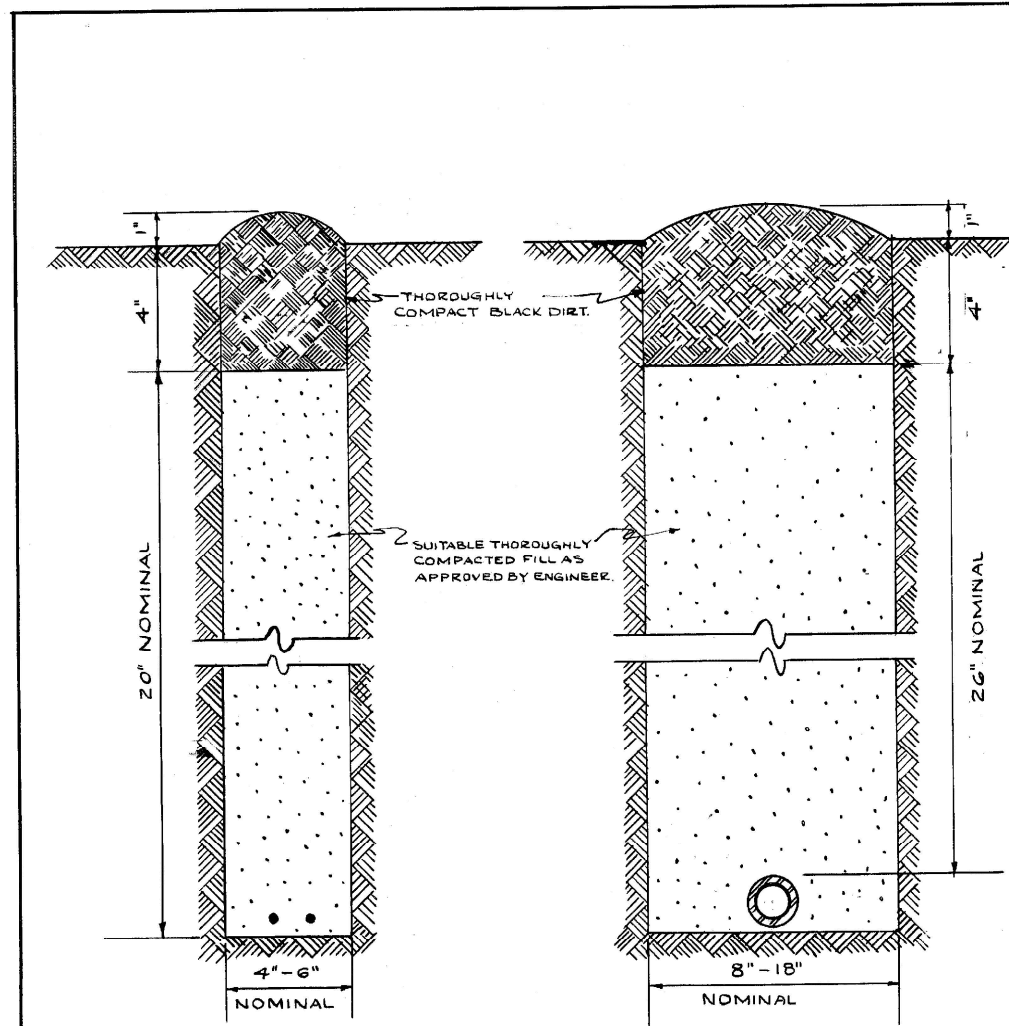 1"
1"
4"
4"
THOROUGHLY
COMPACT BLACK DIRT.
SUITABLE THOROUGHLY
COMPACTED FILL AS
APPROVED BY ENGINEER.
20" NOMINAL
26" NOMINAL
4"-6"
NOMINAL
8"-18"
NOMINAL